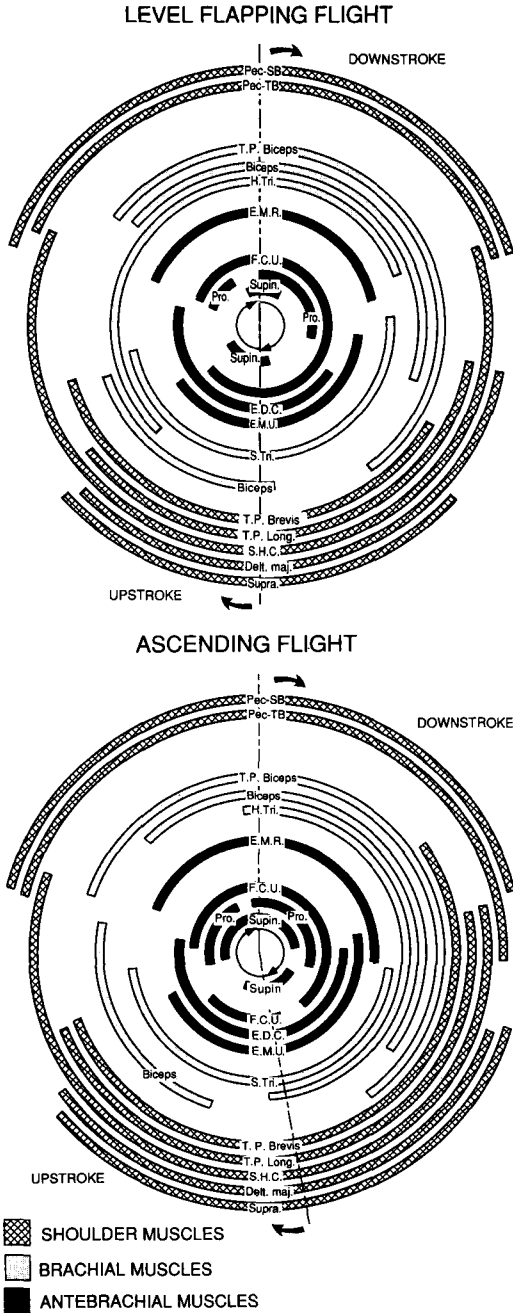 LEVEL FLAPPING FLIGHT
DOWNSTROKE
Pec-SB
Pec-TB
T.P. Biceps
Biceps
H.Tri.
E.M.R.
F.C.U.
Supin.
Pro.
Pro.
Supin.
E.D.C.
E.M.U.
S.Tri.
Biceps
T.P. Brevis
T.P. Long.
S.H.C.
Delt. maj.
Supra.
UPSTROKE
ASCENDING FLIGHT
Pec-SB
Pec-TB
DOWNSTROKE
T.P. Biceps
Biceps
H.Tri.
E.M.R.
F.C.U.
Pro.
Supin.
Pro.
Supin
F.C.U.
E.D.C.
E.M.U.
Biceps
S.Tri.
T. P. Brevis
T.P. Long.
S.H.C.
Delt. maj.
Supra.
UPSTROKE
SHOULDER MUSCLES
BRACHIAL MUSCLES
ANTEBRACHIAL MUSCLES